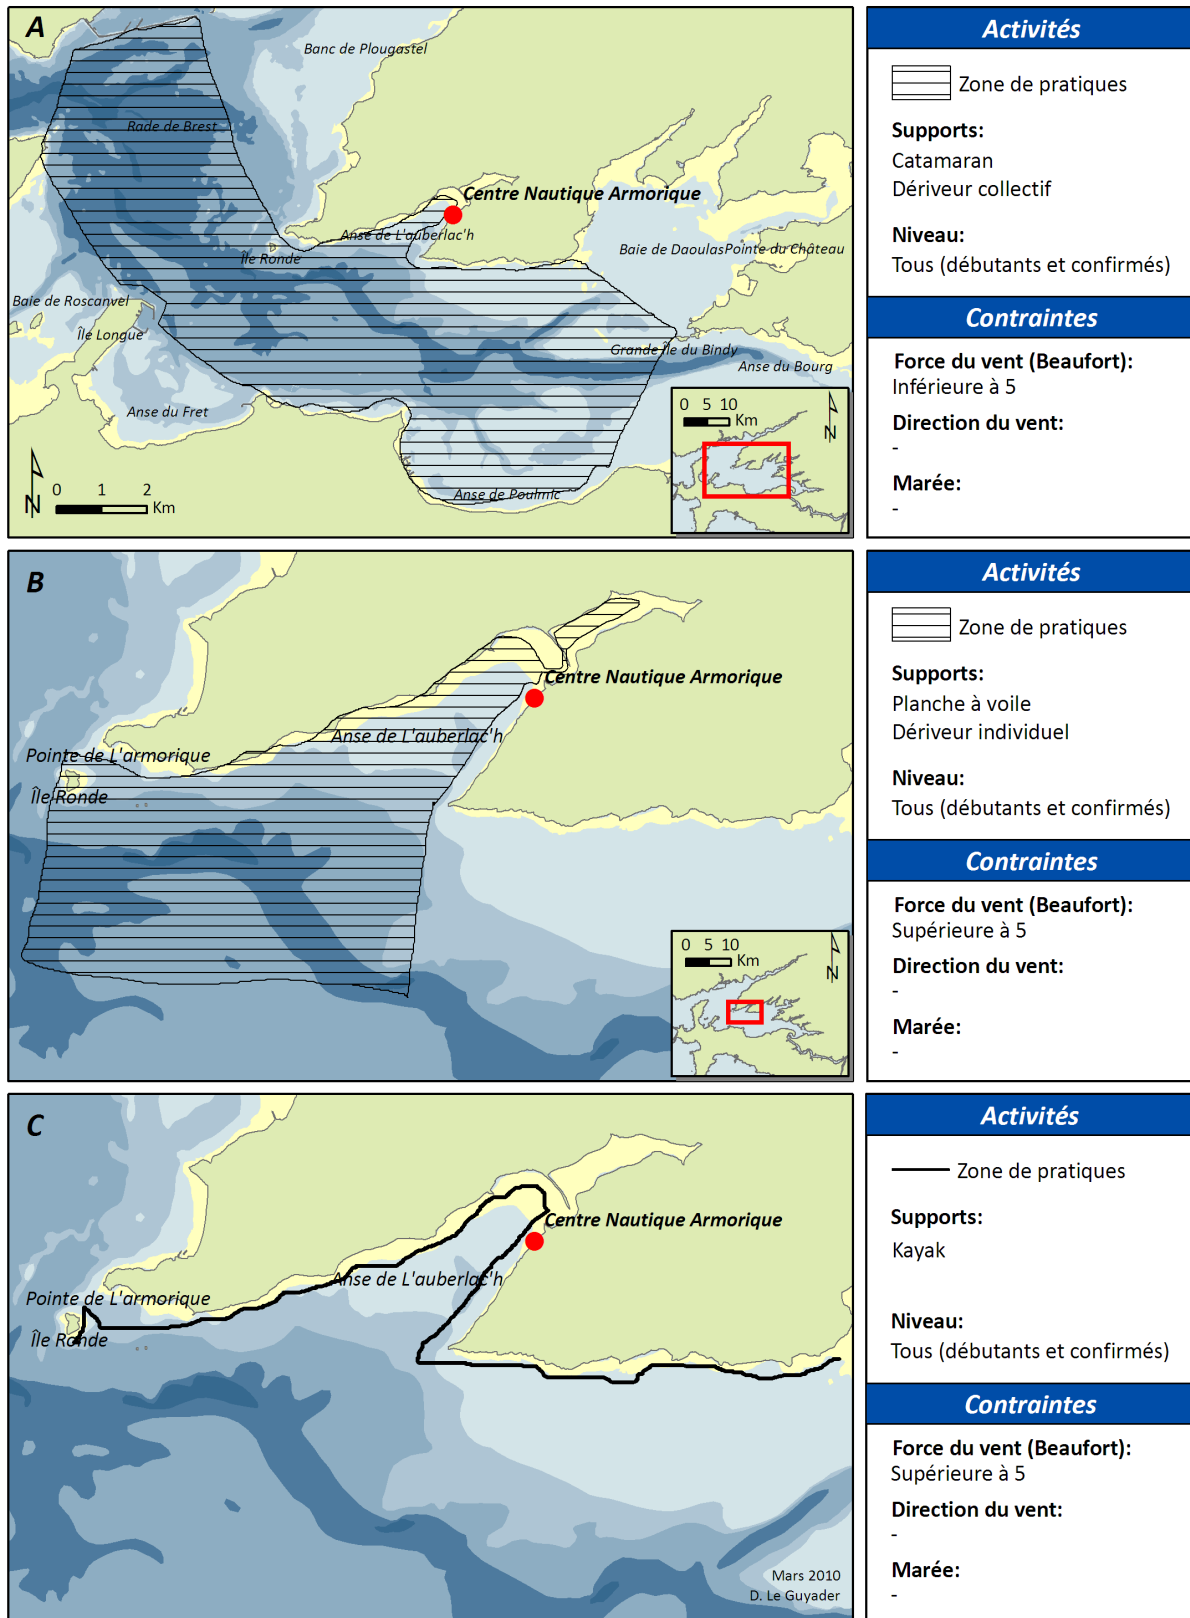 A
Banc de Plougastel
Rade de Brest
Centre Nautique Armorique
Anse de L'auberlac'h
Île Ronde
Baie de Daoulas
Pointe du Château
Baie de Roscanvel
Île Longue
Grande Île du Bindy
Anse du Bourg
Anse du Fret
Anse de Poulmic
N
0 1 2
Km
0 5 10
Km
N
Activités
Zone de pratiques
Supports:
Catamaran
Dériveur collectif
Niveau:
Tous (débutants et confirmés)
Contraintes
Force du vent (Beaufort):
Inférieure à 5
Direction du vent:
-
Marée:
-
B
Centre Nautique Armorique
Anse de L'auberlac'h
Pointe de L'armorique
Île Ronde
0 5 10
Km
N
Activités
Zone de pratiques
Supports:
Planche à voile
Dériveur individuel
Niveau:
Tous (débutants et confirmés)
Contraintes
Force du vent (Beaufort):
Supérieure à 5
Direction du vent:
-
Marée:
-
C
Centre Nautique Armorique
Anse de L'auberlac'h
Pointe de L'armorique
Île Ronde
Mars 2010
D. Le Guyader
Activités
Zone de pratiques
Supports:
Kayak
Niveau:
Tous (débutants et confirmés)
Contraintes
Force du vent (Beaufort):
Supérieure à 5
Direction du vent:
-
Marée:
-